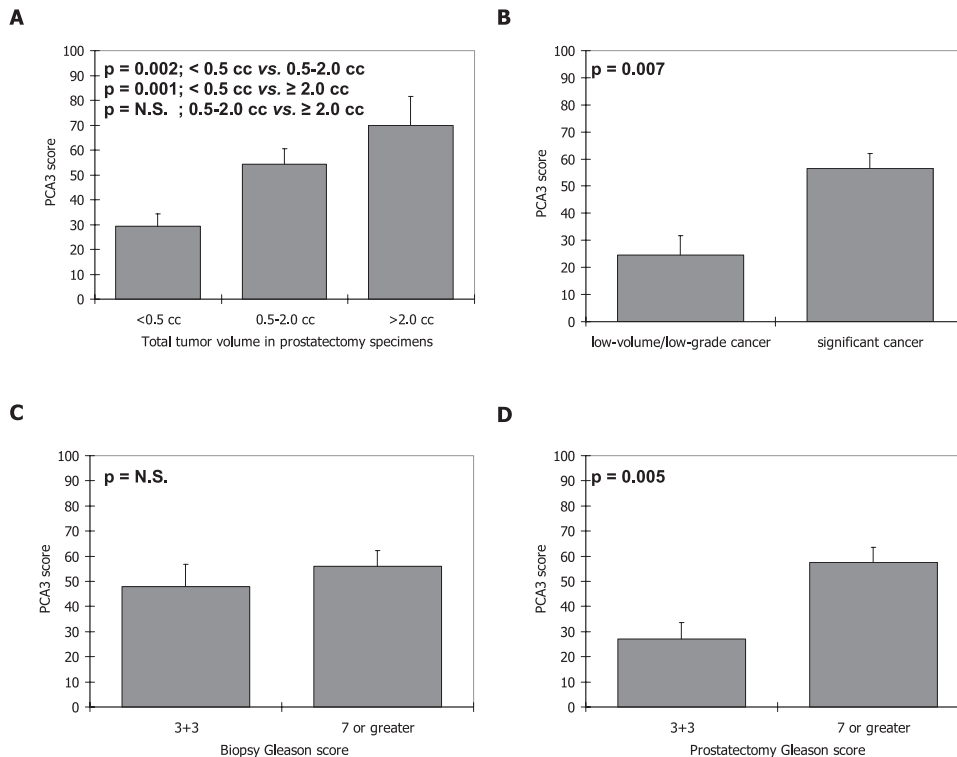 A
p = 0.002; < 0.5 cc vs. 0.5-2.0 cc
p = 0.001; < 0.5 cc vs. ≥ 2.0 cc
p = N.S. ; 0.5-2.0 cc vs. ≥ 2.0 cc
PCA3 score
100
90
80
70
60
50
40
30
20
10
0
<0.5 cc 0.5-2.0 cc >2.0 cc
Total tumor volume in prostatectomy specimens
B
p = 0.007
PCA3 score
100
90
80
70
60
50
40
30
20
10
0
low-volume/low-grade cancer significant cancer
C
p = N.S.
PCA3 score
100
90
80
70
60
50
40
30
20
10
0
3+3 7 or greater
Biopsy Gleason score
D
p = 0.005
PCA3 score
100
90
80
70
60
50
40
30
20
10
0
3+3 7 or greater
Prostatectomy Gleason score